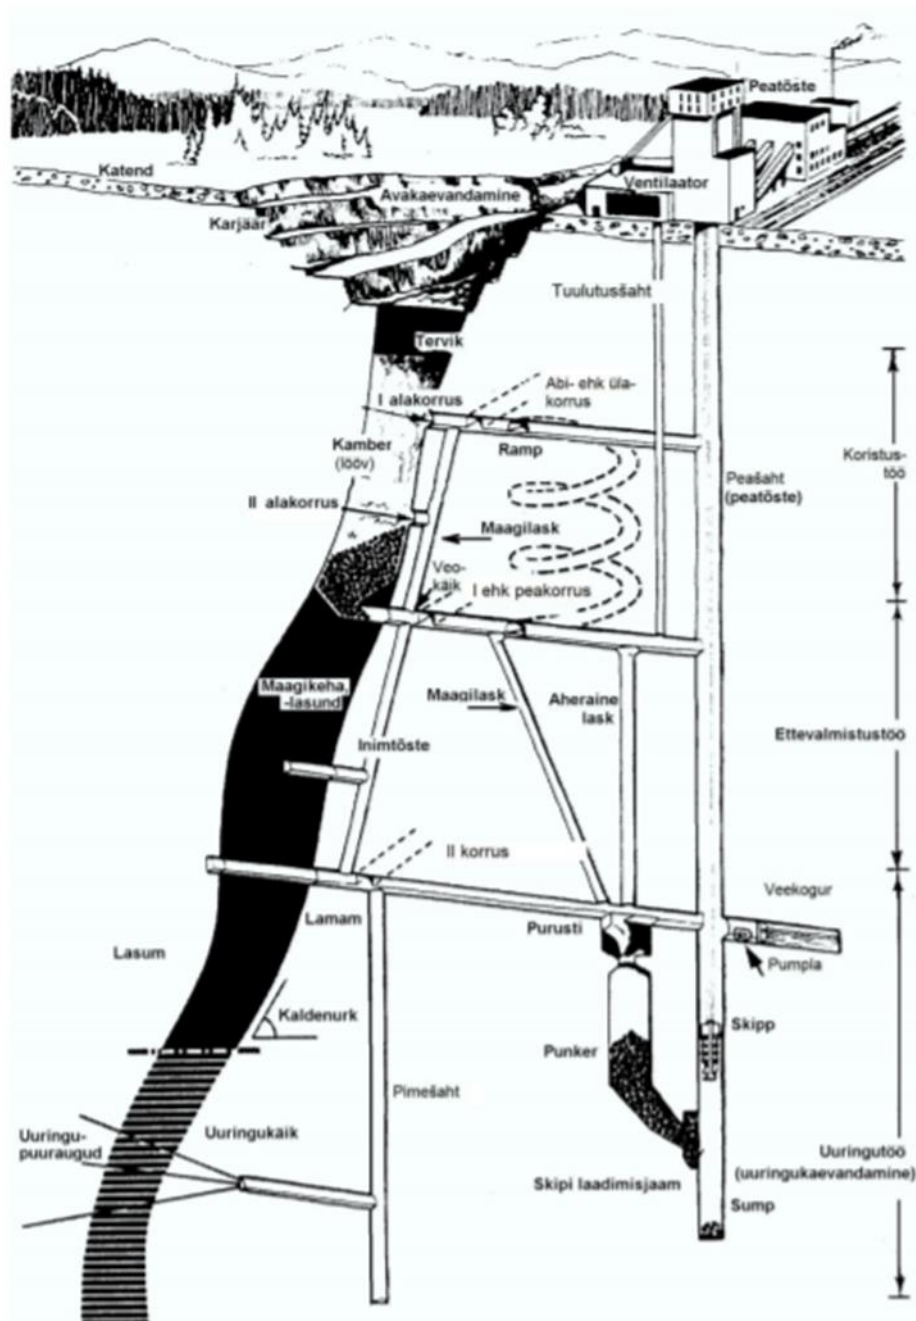 Peatõste
Katend
Avakaevandamine
Ventilaator
Karjäär
Tuulutusšaht
Tervik
Abi- ehk üla-
korrus
I alakorrus
Kamber
(lööv)
Ramp
Koristus-
töö
Peašaht
(peatõste)
II alakorrus
Maagilask
Veo-
käik
I ehk peakorrus
Maagikeha,
-lasund
Maagilask
Aheraine
lask
Inimtõste
Ettevalmistustöö
II korrus
Veekogur
Lamam
Purusti
Lasum
Pumpla
Kaldenurk
Skipp
Punker
Pimešaht
Uuringu-
puuraugud
Uuringukäik
Uuringutöö
(uuringukaevandamine)
Skipi laadimisjaam
Sump